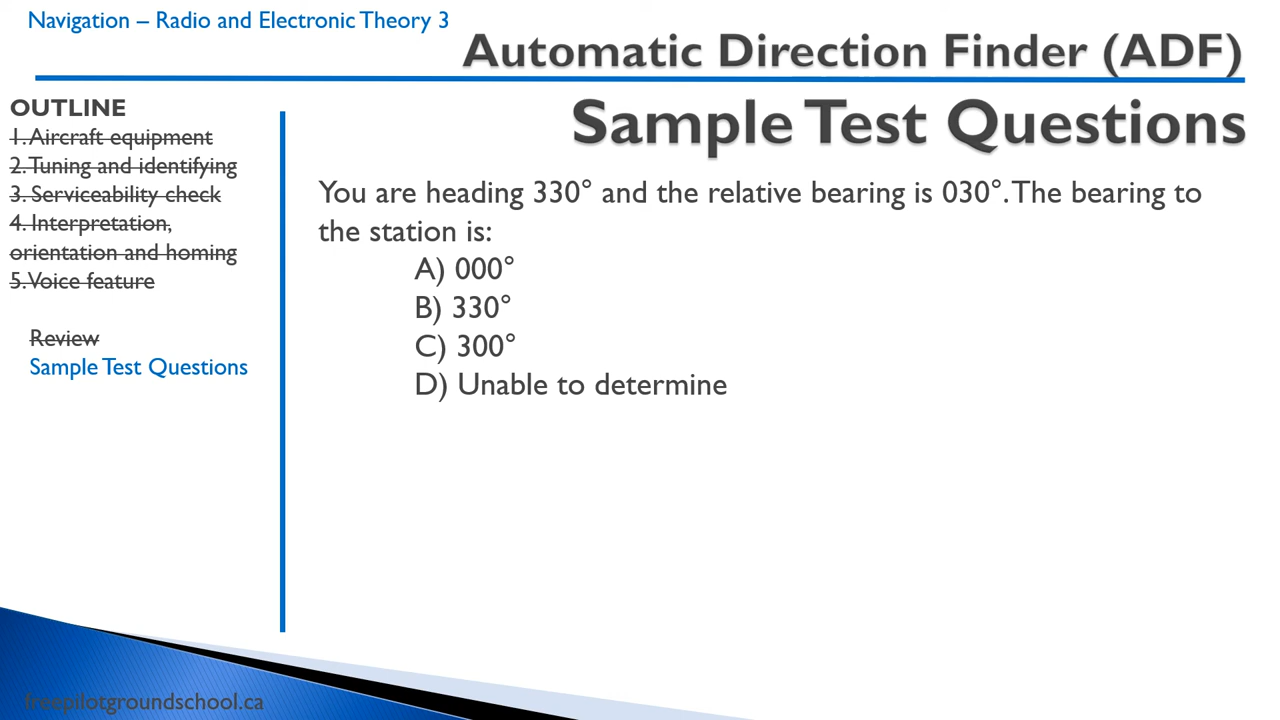 Navigation – Radio and Electronic Theory 3
Automatic Direction Finder (ADF)
Sample Test Questions
OUTLINE
1. Aircraft equipment
2. Tuning and identifying
3. Serviceability check
4. Interpretation,
orientation and homing
5. Voice feature
Review
Sample Test Questions
You are heading 330° and the relative bearing is 030°. The bearing to
the station is:
A) 000°
B) 330°
C) 300°
D) Unable to determine
freepilotgroundschool.ca